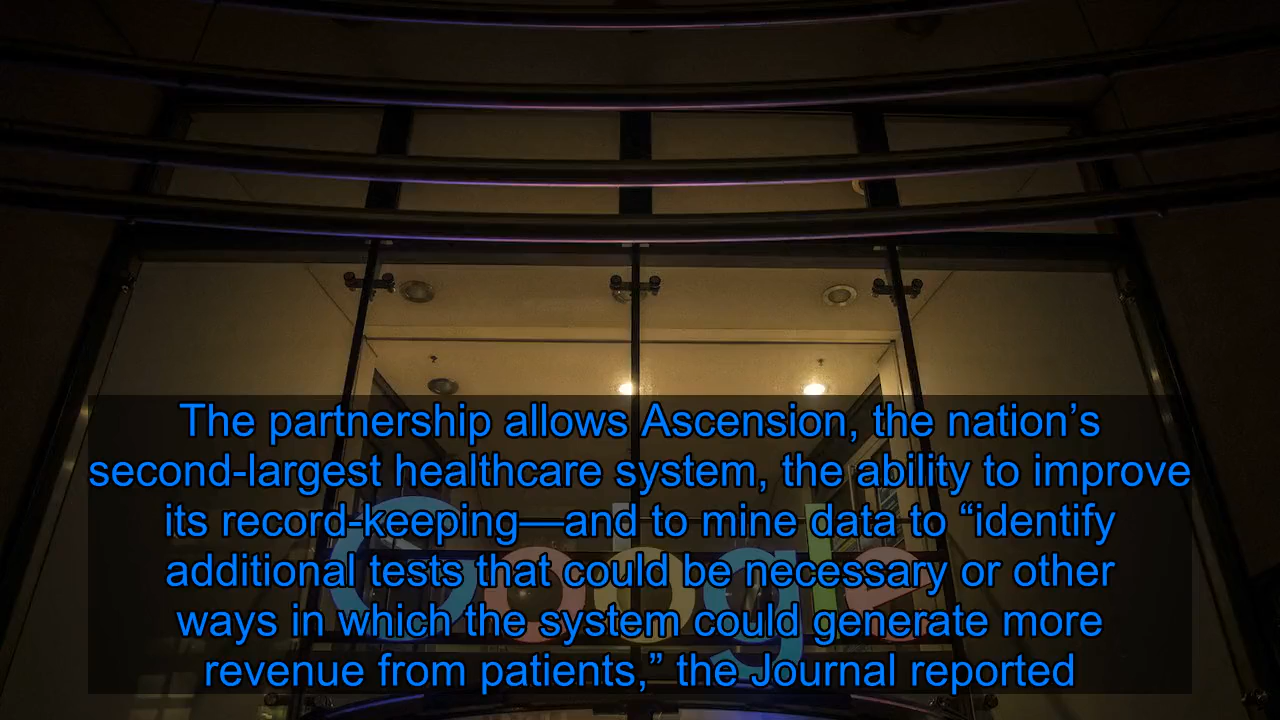 The partnership allows Ascension, the nation’s
second-largest healthcare system, the ability to improve
its record-keeping—and to mine data to “identify
additional tests that could be necessary or other
ways in which the system could generate more
revenue from patients,” the Journal reported
Google